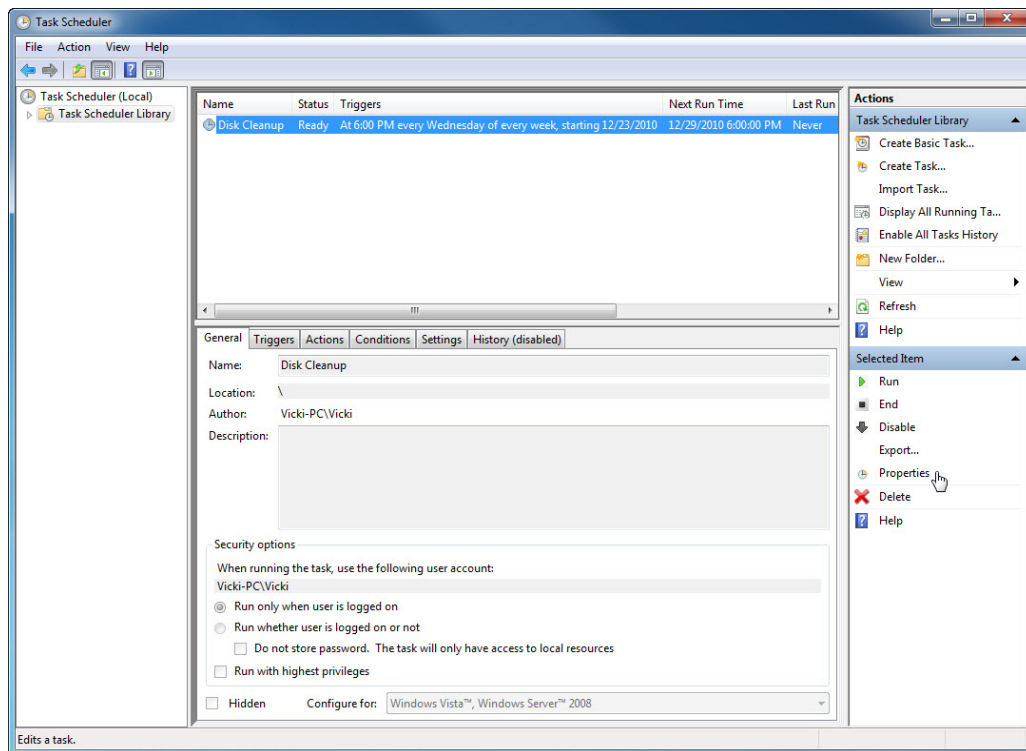 Task Scheduler
File Action View Help
Task Scheduler (Local)
Task Scheduler Library
Name Status Triggers Next Run Time Last Run
Disk Cleanup Ready At 6:00 PM every Wednesday of every week, starting 12/23/2010 12/29/2010 6:00:00 PM Never
General Triggers Actions Conditions Settings History (disabled)
Name: Disk Cleanup
Location: \
Author: Vicki-PC\Vicki
Description:
Security options
When running the task, use the following user account:
Vicki-PC\Vicki
Run only when user is logged on
Run whether user is logged on or not
Do not store password. The task will only have access to local resources
Run with highest privileges
Hidden Configure for: Windows Vista™, Windows Server™ 2008
Actions
Task Scheduler Library
Create Basic Task...
Create Task...
Import Task...
Display All Running Ta...
Enable All Tasks History
New Folder...
View
Refresh
Help
Selected Item
Run
End
Disable
Export...
Properties
Delete
Help
Edits a task.